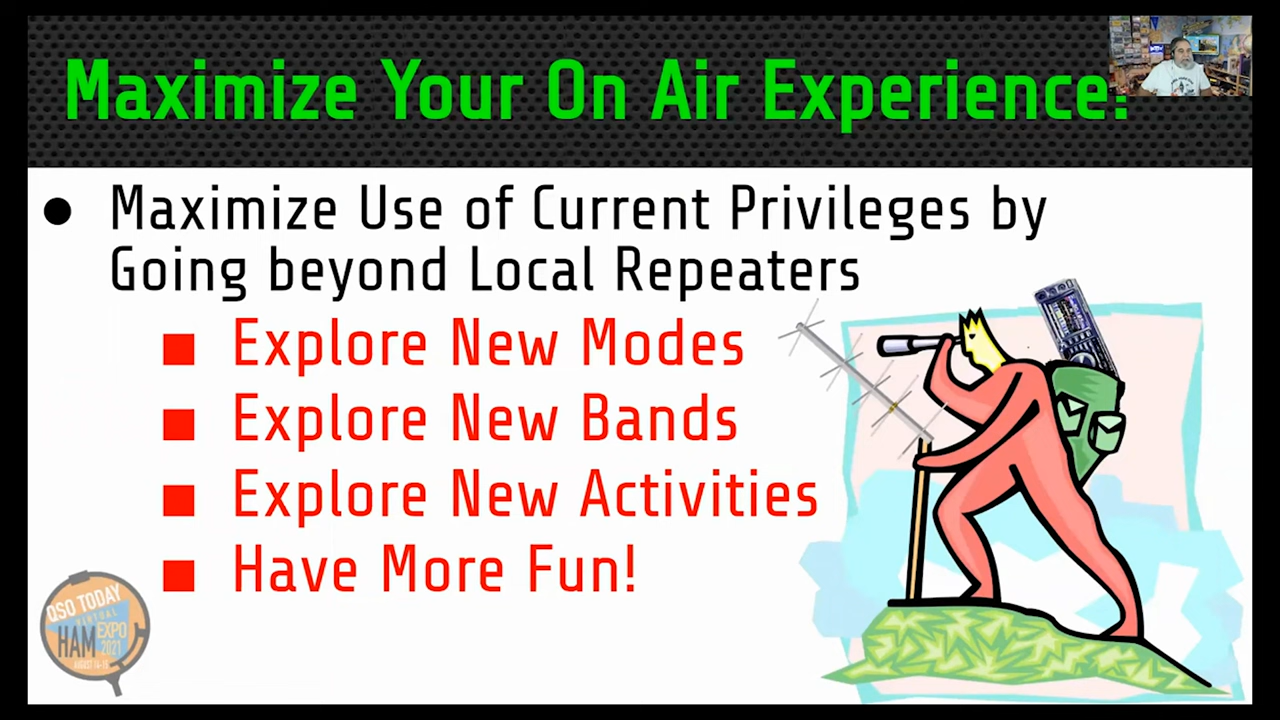 Maximize Your On Air Experience!
● Maximize Use of Current Privileges by
Going beyond Local Repeaters
■ Explore New Modes
■ Explore New Bands
■ Explore New Activities
■ Have More Fun!
QSO TODAY
VIRTUAL
HAM EXPO
2021